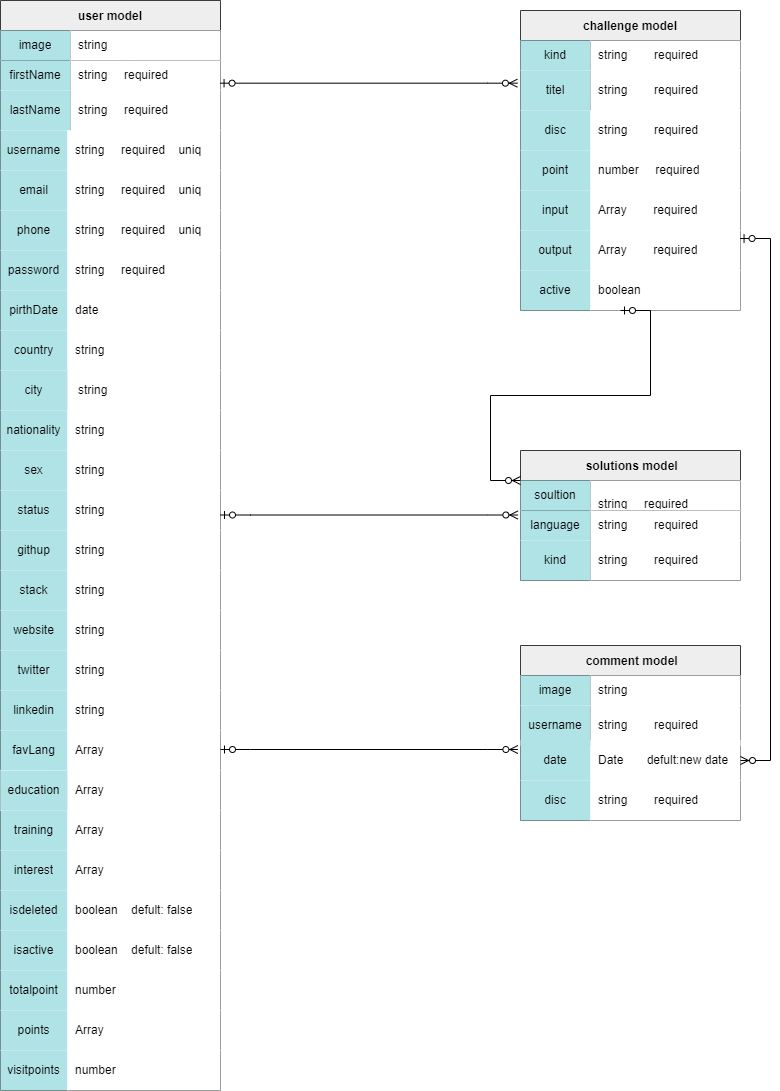 user model
image string
firstName string required
lastName string required
username string required uniq
email string required uniq
phone string required uniq
password string required
pirthDate date
country string
city string
nationality string
sex string
status string
githup string
stack string
website string
twitter string
linkedin string
favLang Array
education Array
training Array
interest Array
isdeleted boolean defult: false
isactive boolean defult: false
totalpoint number
points Array
visitpoints number
challenge model
kind string required
titel string required
disc string required
point number required
input Array required
output Array required
active boolean
solutions model
soultion string required
language string required
kind string required
comment model
image string
username string required
date Date defult:new date
disc string required